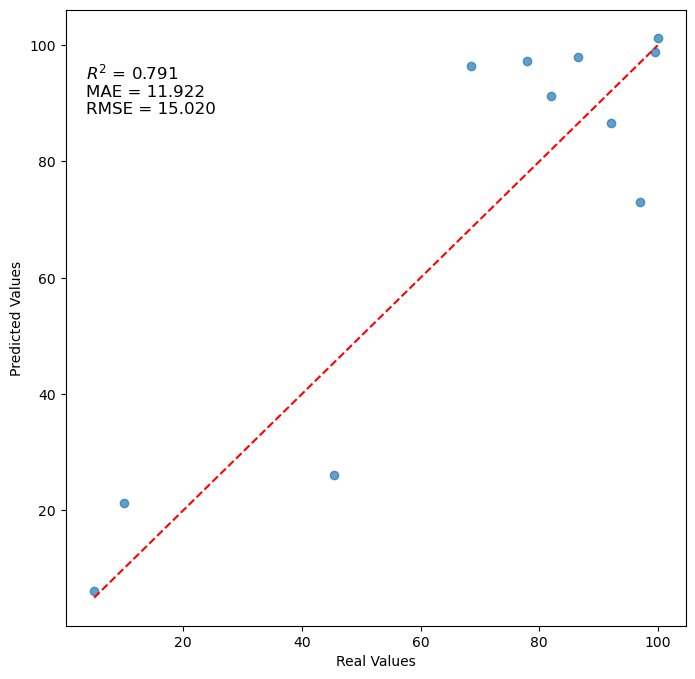 R² = 0.791
MAE = 11.922
RMSE = 15.020
100
80
60
40
20
Predicted Values
20 40 60 80 100
Real Values